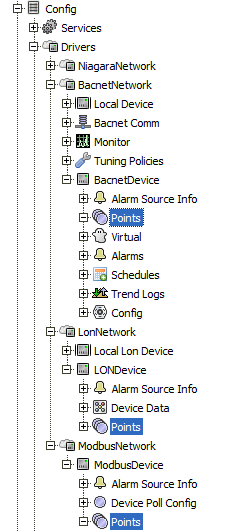 Config
Services
Drivers
NiagaraNetwork
BacnetNetwork
Local Device
Bacnet Comm
Monitor
Tuning Policies
BacnetDevice
Alarm Source Info
Points
Virtual
Alarms
Schedules
Trend Logs
Config
LonNetwork
Local Lon Device
LONDevice
Alarm Source Info
Device Data
Points
ModbusNetwork
ModbusDevice
Alarm Source Info
Device Poll Config
Points